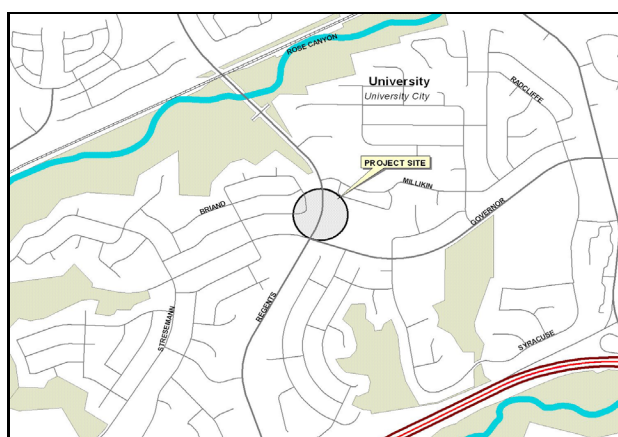 ROSE CANYON
University
University City
RADCLIFFE
PROJECT SITE
MILLIKIN
BRIAND
GOVERNOR
REGENTS
STRESEMANN
SYRACUSE